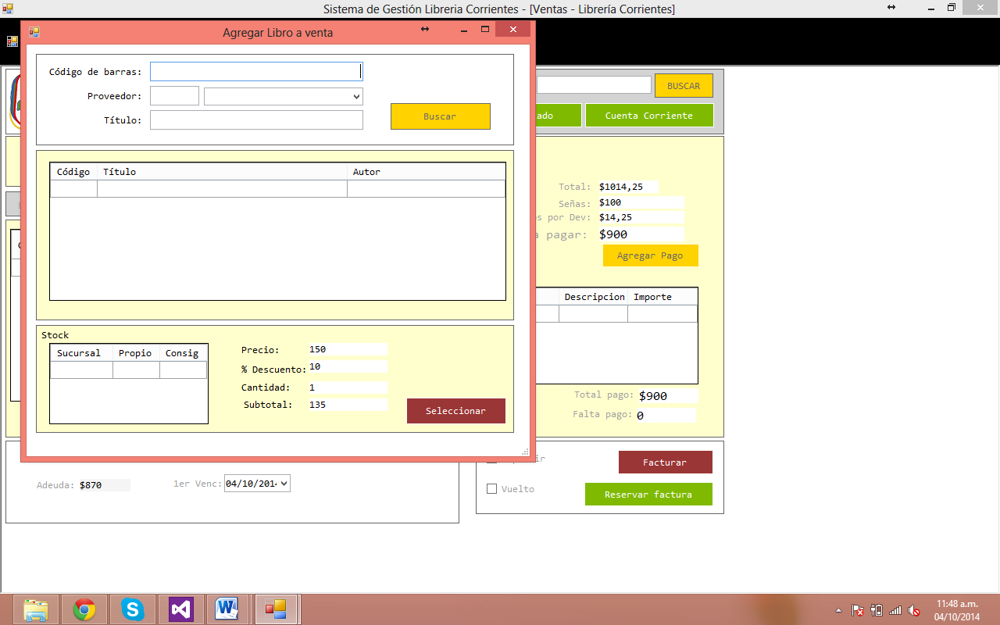 Sistema de Gestión Libreria Corrientes - [Ventas - Librería Corrientes]
Agregar Libro a venta
Código de barras:
Proveedor:
Título:
Buscar
Código Título Autor
Stock
Sucursal Propio Consig
Precio: 150
% Descuento: 10
Cantidad: 1
Subtotal: 135
Seleccionar
BUSCAR
ado Cuenta Corriente
Total: $1014,25
Señas: $100
s por Dev: $14,25
a pagar: $900
Agregar Pago
Descripcion Importe
Total pago: $900
Falta pago: 0
Adeuda: $870
1er Venc: 04/10/2014
Facturar
Vuelto
Reservar factura
11:48 a.m.
04/10/2014